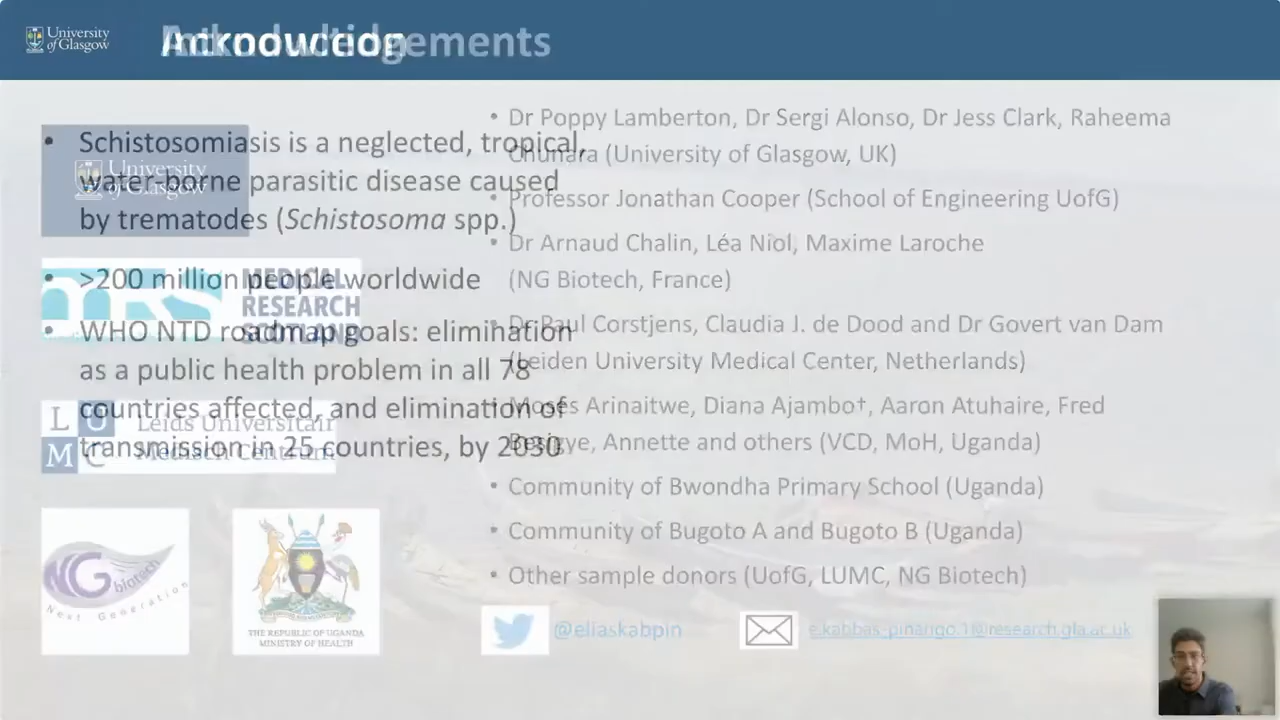 University
of Glasgow
Acknowledgements
Introduction
• Schistosomiasis is a neglected, tropical,
water-borne parasitic disease caused
by trematodes (Schistosoma spp.)
• >200 million people worldwide
• WHO NTD roadmap goals: elimination
as a public health problem in all 78
countries affected, and elimination of
transmission in 25 countries, by 2030
University
of Glasgow
mrs
MEDICAL
RESEARCH
SCOTLAND
L U
M C
Leids Universitair
Medisch Centrum
NG biotech
Next Generation
THE REPUBLIC OF UGANDA
MINISTRY OF HEALTH
• Dr Poppy Lamberton, Dr Sergi Alonso, Dr Jess Clark, Raheema
Chunara (University of Glasgow, UK)
• Professor Jonathan Cooper (School of Engineering UofG)
• Dr Arnaud Chalin, Léa Niol, Maxime Laroche
(NG Biotech, France)
• Dr Paul Corstjens, Claudia J. de Dood and Dr Govert van Dam
(Leiden University Medical Center, Netherlands)
• Moses Arinaitwe, Diana Ajambo†, Aaron Atuhaire, Fred
Besigye, Annette and others (VCD, MoH, Uganda)
• Community of Bwondha Primary School (Uganda)
• Community of Bugoto A and Bugoto B (Uganda)
• Other sample donors (UofG, LUMC, NG Biotech)
@eliaskabpin
e.kabbas-pinango.1@research.gla.ac.uk